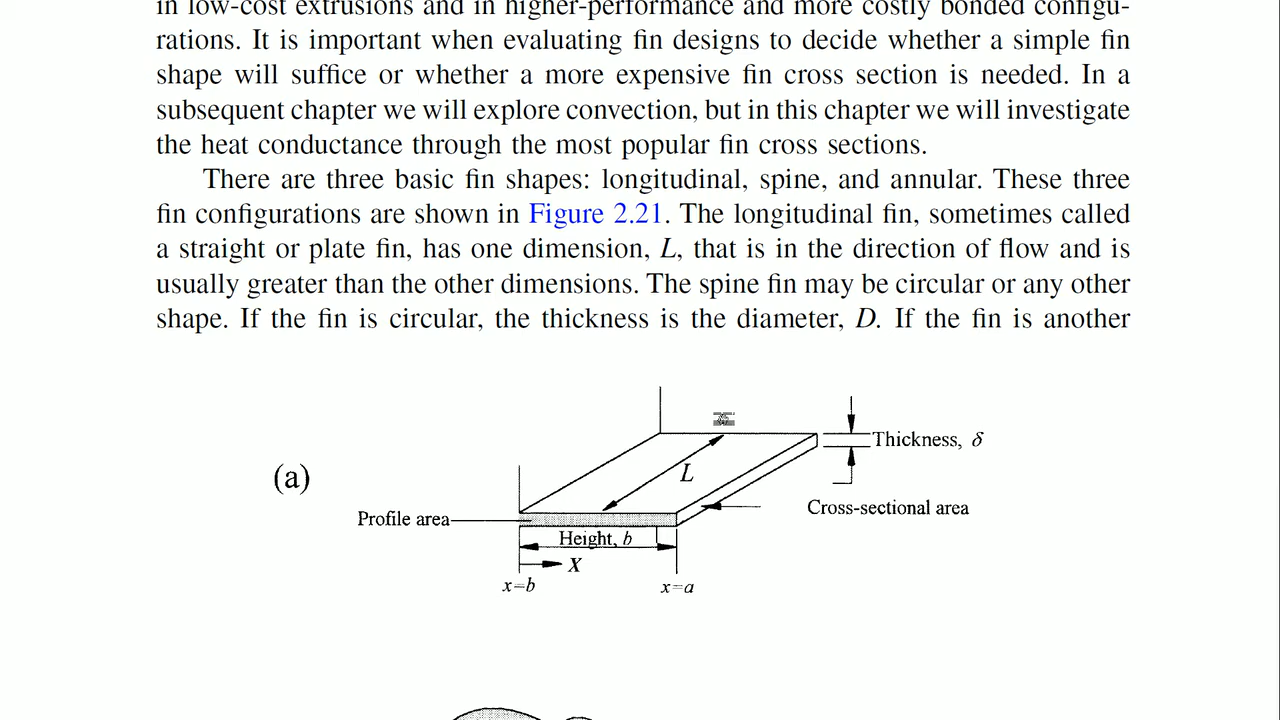 in low-cost extrusions and in higher-performance and more costly bonded configu-
rations. It is important when evaluating fin designs to decide whether a simple fin
shape will suffice or whether a more expensive fin cross section is needed. In a
subsequent chapter we will explore convection, but in this chapter we will investigate
the heat conductance through the most popular fin cross sections.
There are three basic fin shapes: longitudinal, spine, and annular. These three
fin configurations are shown in Figure 2.21. The longitudinal fin, sometimes called
a straight or plate fin, has one dimension, L, that is in the direction of flow and is
usually greater than the other dimensions. The spine fin may be circular or any other
shape. If the fin is circular, the thickness is the diameter, D. If the fin is another
Thickness, δ
(a)
L
Cross-sectional area
Profile area
Height, b
X
x=b
x=a